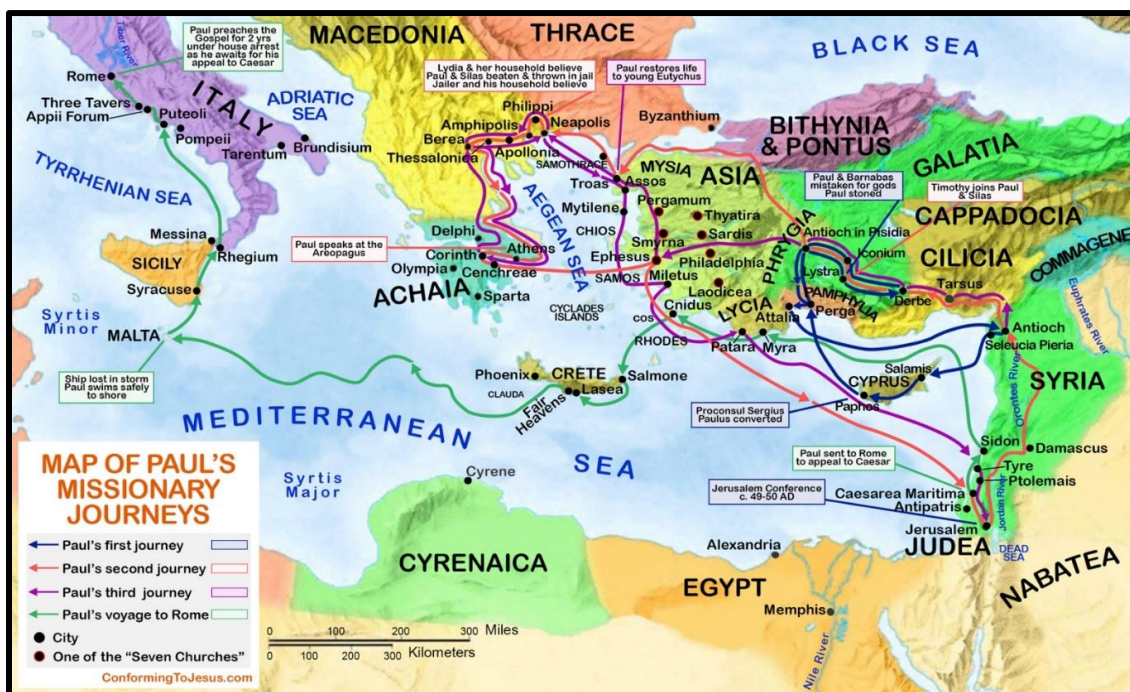 MACEDONIA
THRACE
BLACK SEA
Tiber River
Paul preaches the
Gospel for 2 yrs
under house arrest
as he awaits for his
appeal to Caesar
Lydia & her household believe
Paul & Silas beaten & thrown in jail
Jailer and his household believe
Paul restores life
to young Eutychus
Rome
ITALY
ADRIATIC
SEA
Three Tavers
Appii Forum
Puteoli
Pompeii
Tarentum
Brundisium
Philippi
Neapolis
Amphipolis
Berea
Apollonia
Thessalonica
SAMOTHRACE
Byzanthium
BITHYNIA
& PONTUS
GALATIA
MYSIA
ASIA
Troas
Assos
TYRRHENIAN SEA
AEGEAN SEA
Pergamum
Mytilene
Thyatira
CHIOS
Smyrna
Sardis
Paul & Barnabas
mistaken for gods
Paul stoned
Timothy joins Paul
& Silas
CAPPADOCIA
COMMAGENE
Euphrates River
Messina
Rhegium
SICILY
Syracuse
Paul speaks at the
Areopagus
Delphi
Corinth
Athens
Olympia
Cenchreae
ACHAIA
Sparta
Ephesus
Philadelphia
SAMOS
Miletus
Laodicea
PHRYGIA
Antioch in Pisidia
Iconium
Lystra
Derbe
CILICIA
Tarsus
CYCLADES
ISLANDS
Cnidus
COS
LYCIA
PAMPHYLIA
Attalia
Perga
Antioch
Seleucia Pieria
Syrtis
Minor
MALTA
RHODES
Patara
Myra
Ship lost in storm
Paul swims safely
to shore
Phoenix
CRETE
Salmone
CLAUDA
Lasea
Fair
Heavens
Salamis
CYPRUS
Paphos
SYRIA
Orontes River
MEDITERRANEAN
SEA
Proconsul Sergius
Paulus converted
Sidon
Damascus
Paul sent to Rome
to appeal to Caesar
Tyre
Ptolemais
Syrtis
Major
Cyrene
Jerusalem Conference
c. 49-50 AD
Caesarea Maritima
Antipatris
Jordan River
Jerusalem
JUDEA
DEAD
SEA
NABATEA
CYRENAICA
Alexandria
EGYPT
Memphis
Nile River
MAP OF PAUL'S
MISSIONARY
JOURNEYS
Paul's first journey
Paul's second journey
Paul's third journey
Paul's voyage to Rome
City
One of the "Seven Churches"
ConformingToJesus.com
0 100 200 300 Miles
0 100 200 300 Kilometers